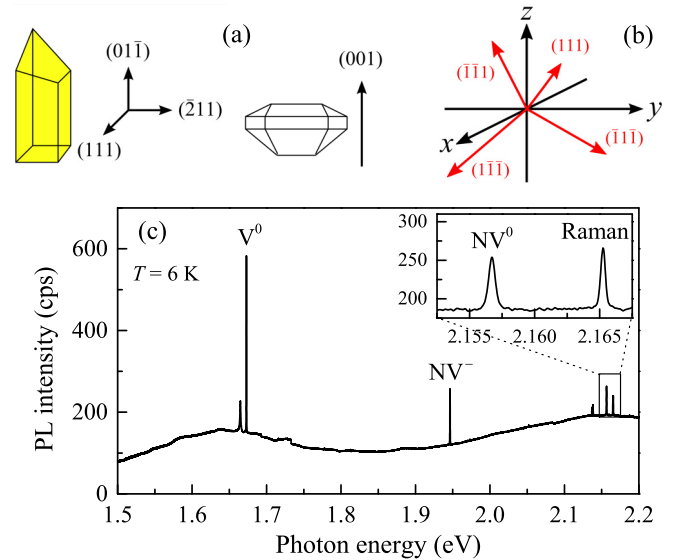 (a)
(011̄)
(2̄11)
(111)
(001)
(b)
z
(1̄1̄1)
(111)
y
x
(11̄1̄)
(1̄11̄)
(c)
V⁰
T = 6 K
NV⁻
NV⁰
Raman
300
250
200
2.155 2.160 2.165
600
400
200
0
PL intensity (cps)
1.5 1.6 1.7 1.8 1.9 2.0 2.1 2.2
Photon energy (eV)